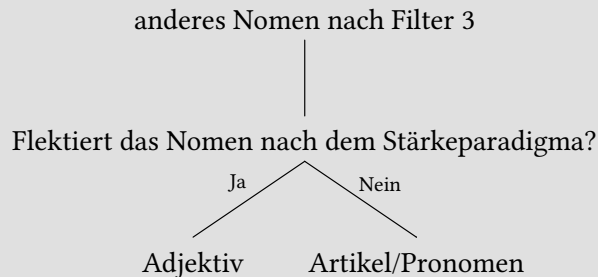 anderes Nomen nach Filter 3
Flektiert das Nomen nach dem Stärkeparadigma?
Ja
Nein
Adjektiv
Artikel/Pronomen